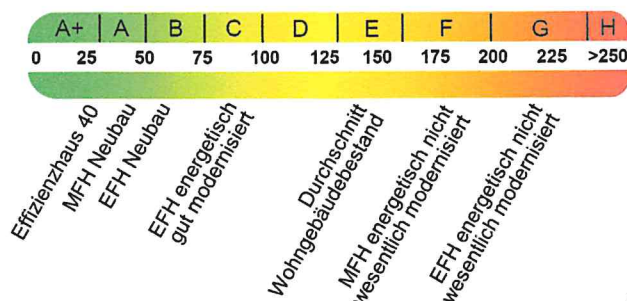 A+ A B C D E F G H
0 25 50 75 100 125 150 175 200 225 >250
Effizienzhaus 40
MFH Neubau
EFH Neubau
EFH energetisch
gut modernisiert
Durchschnitt
Wohngebäudebestand
MFH energetisch nicht
wesentlich modernisiert
EFH energetisch nicht
wesentlich modernisiert